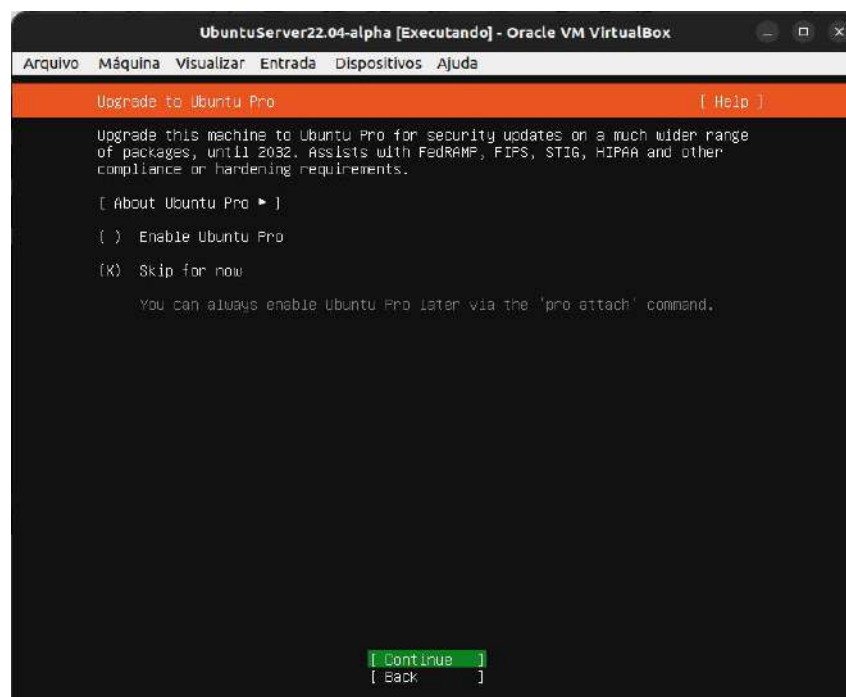 UbuntuServer22.04-alpha [Executando] - Oracle VM VirtualBox
Arquivo Máquina Visualizar Entrada Dispositivos Ajuda
Upgrade to Ubuntu Pro [ Help ]
Upgrade this machine to Ubuntu Pro for security updates on a much wider range
of packages, until 2032. Assists with FedRAMP, FIPS, STIG, HIPAA and other
compliance or hardening requirements.
[ About Ubuntu Pro ► ]
( ) Enable Ubuntu Pro
(X) Skip for now
You can always enable Ubuntu Pro later via the 'pro attach' command.
[ Continue ]
[ Back ]